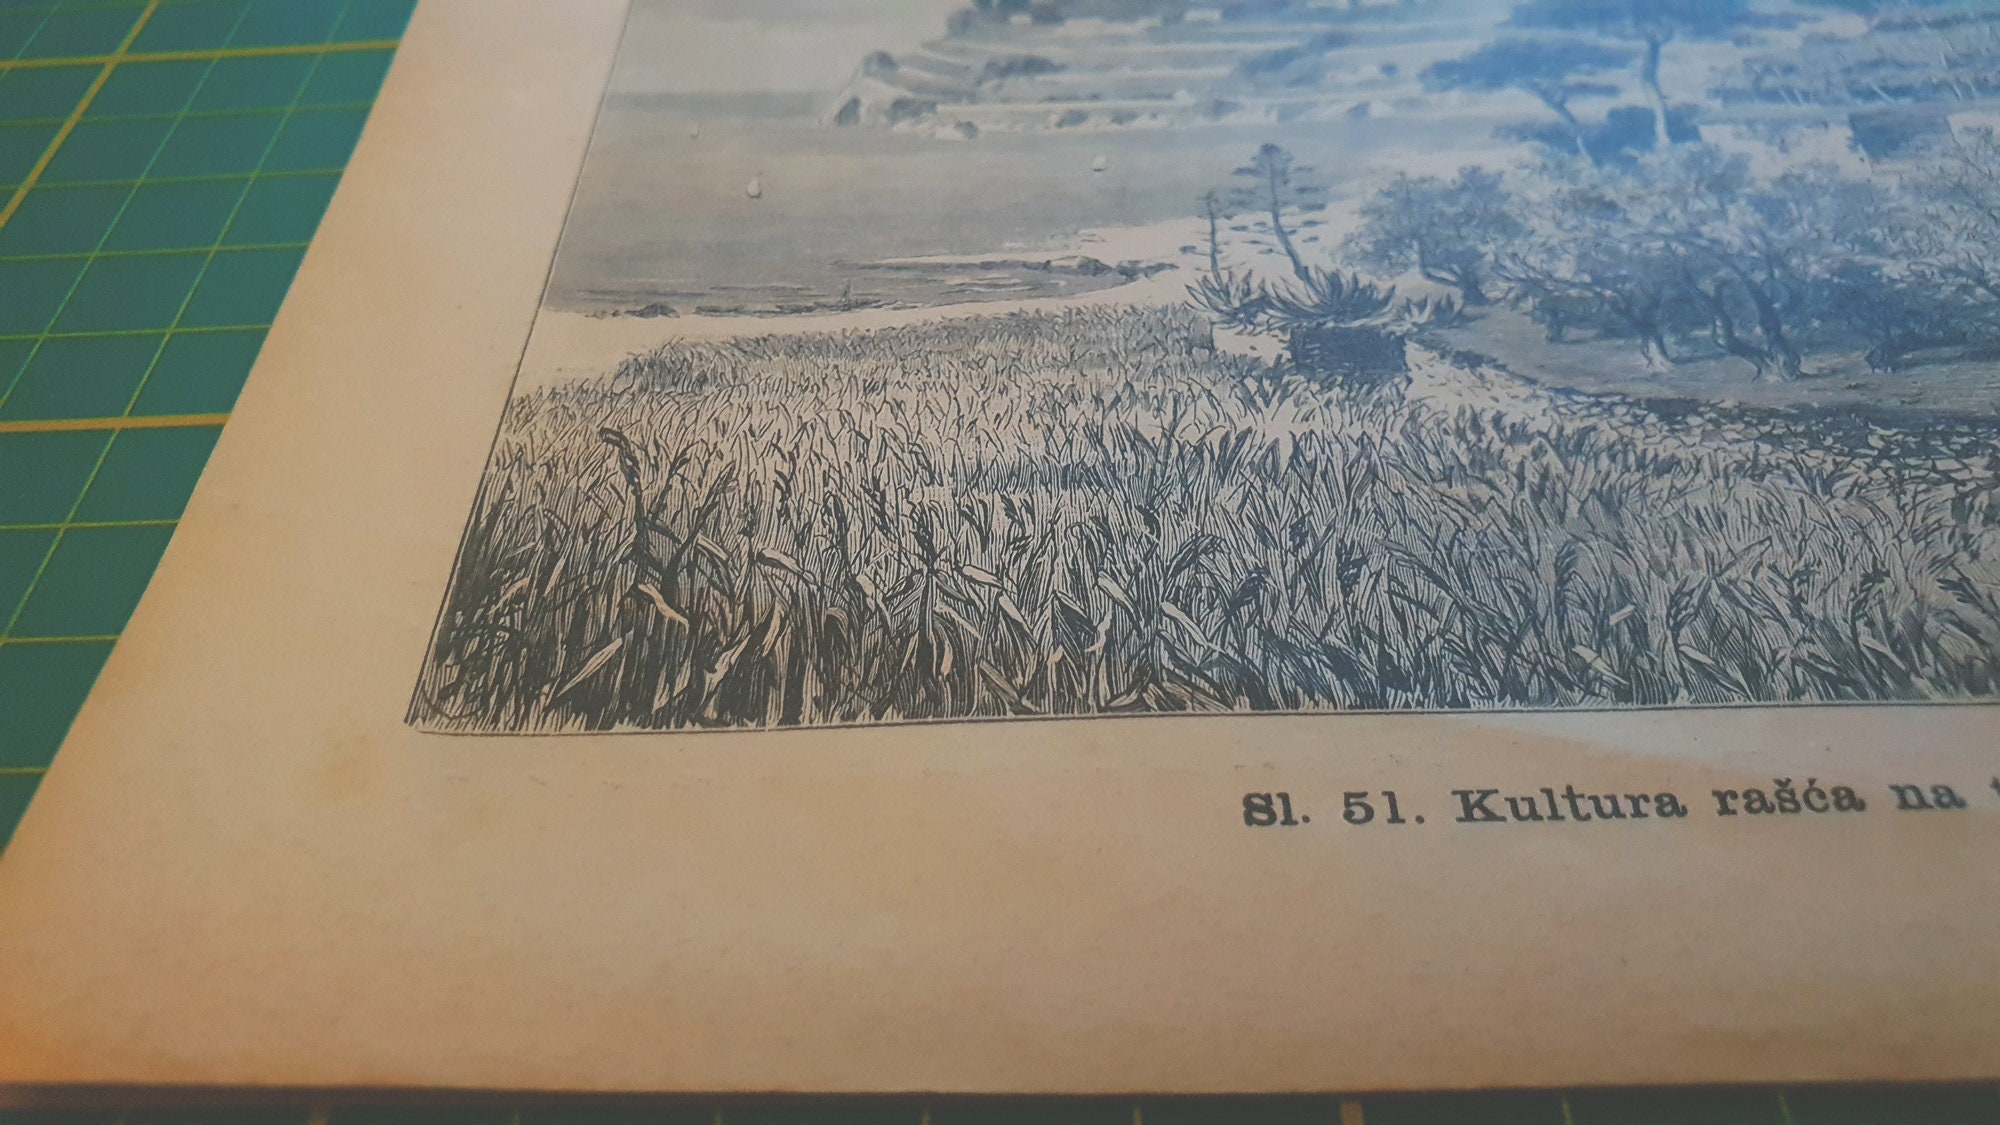 Sl. 51. Kultura rašća na